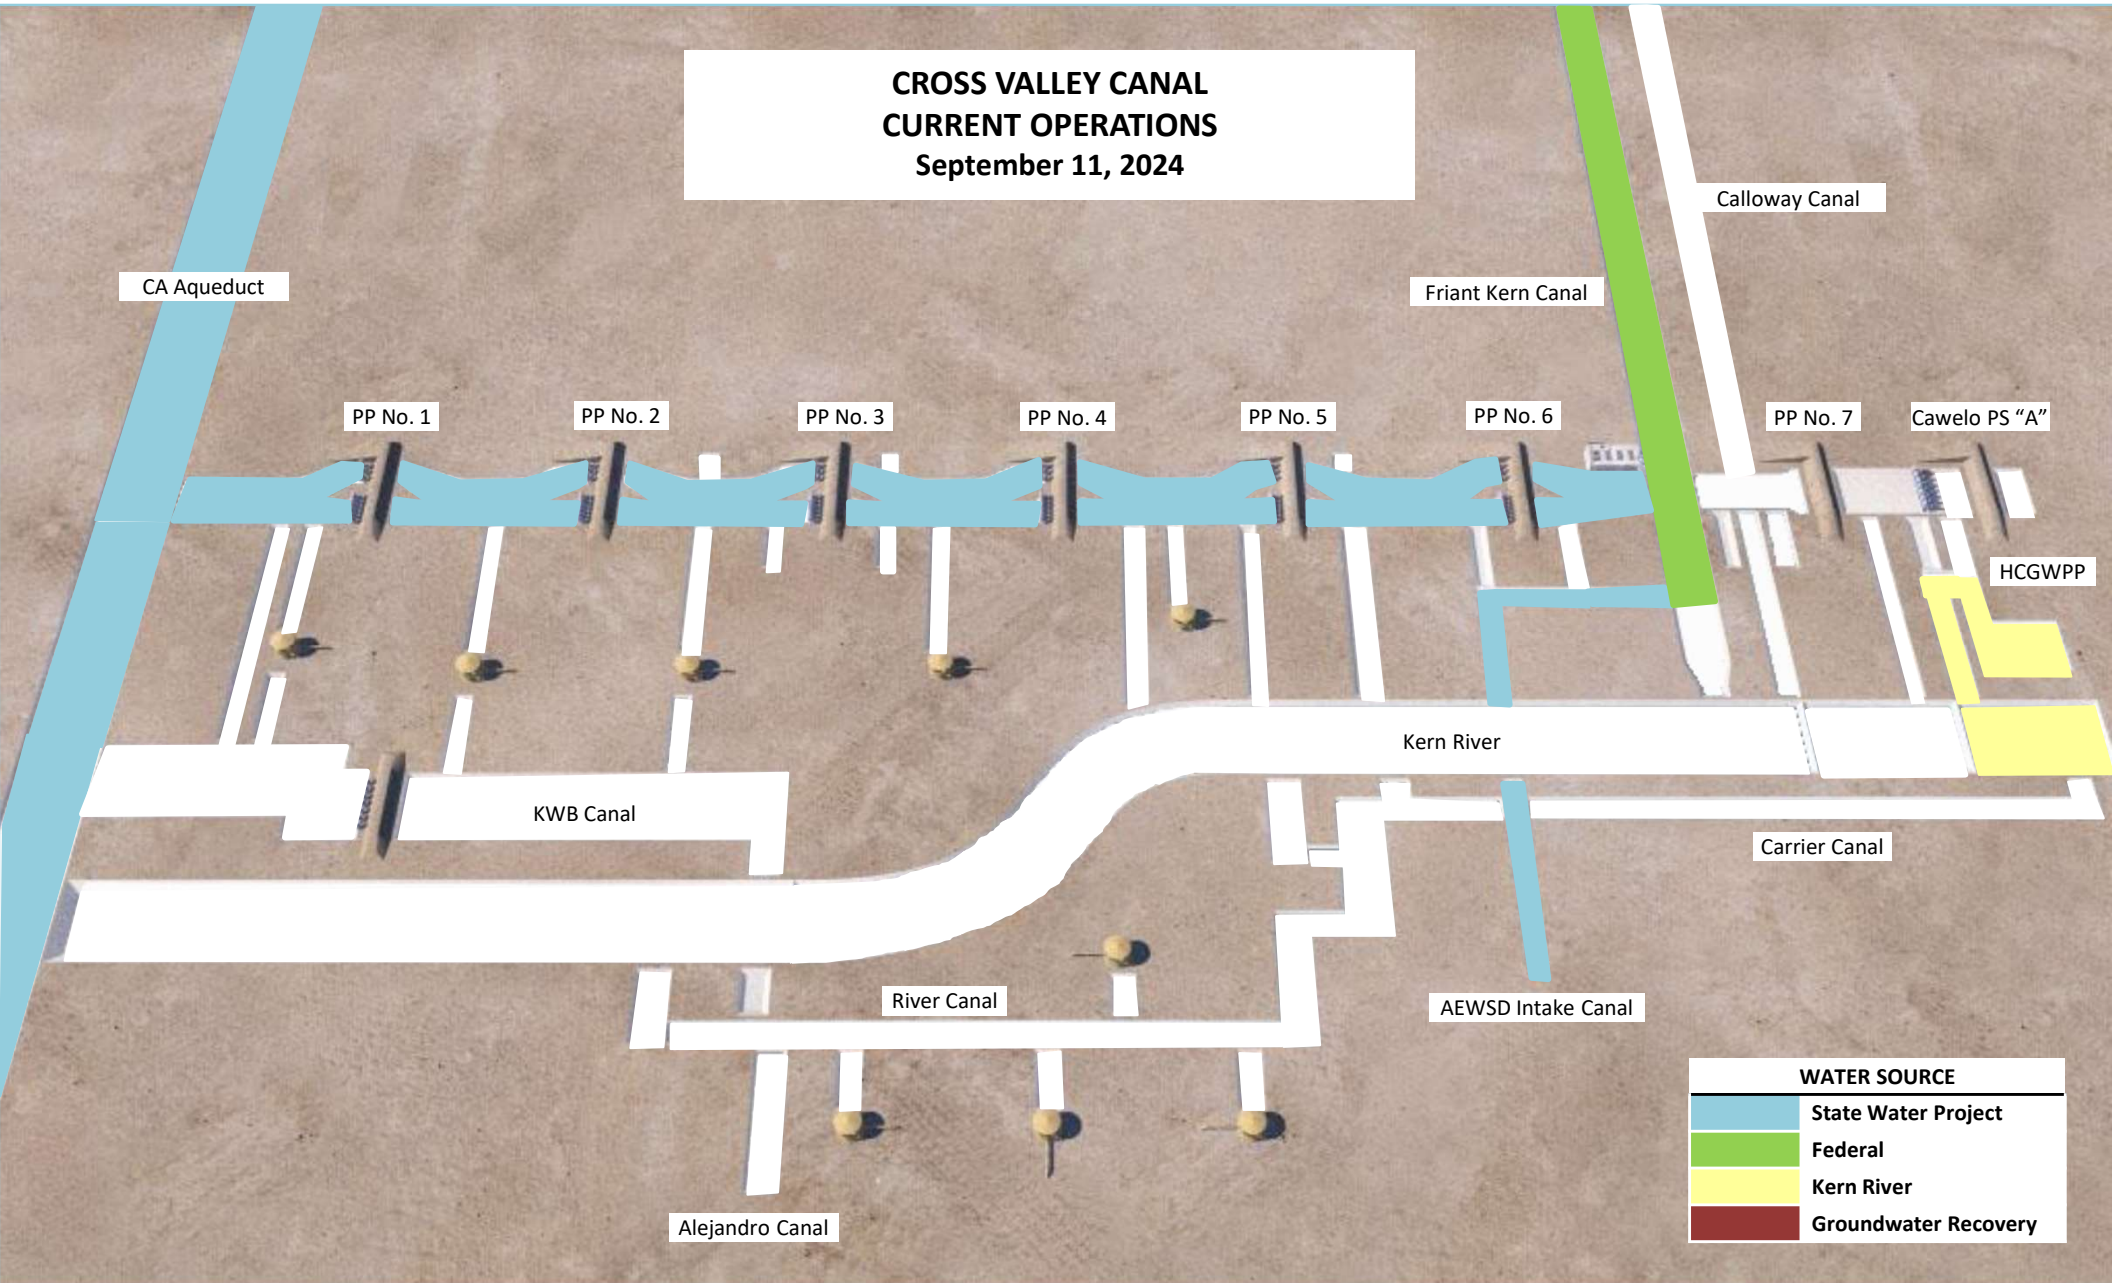 CROSS VALLEY CANAL
CURRENT OPERATIONS
September 11, 2024
Calloway Canal
CA Aqueduct
Friant Kern Canal
PP No. 1
PP No. 2
PP No. 3
PP No. 4
PP No. 5
PP No. 6
PP No. 7
Cawelo PS “A”
HCGWPP
Kern River
KWB Canal
Carrier Canal
River Canal
AEWSD Intake Canal
Alejandro Canal
WATER SOURCE
State Water Project
Federal
Kern River
Groundwater Recovery